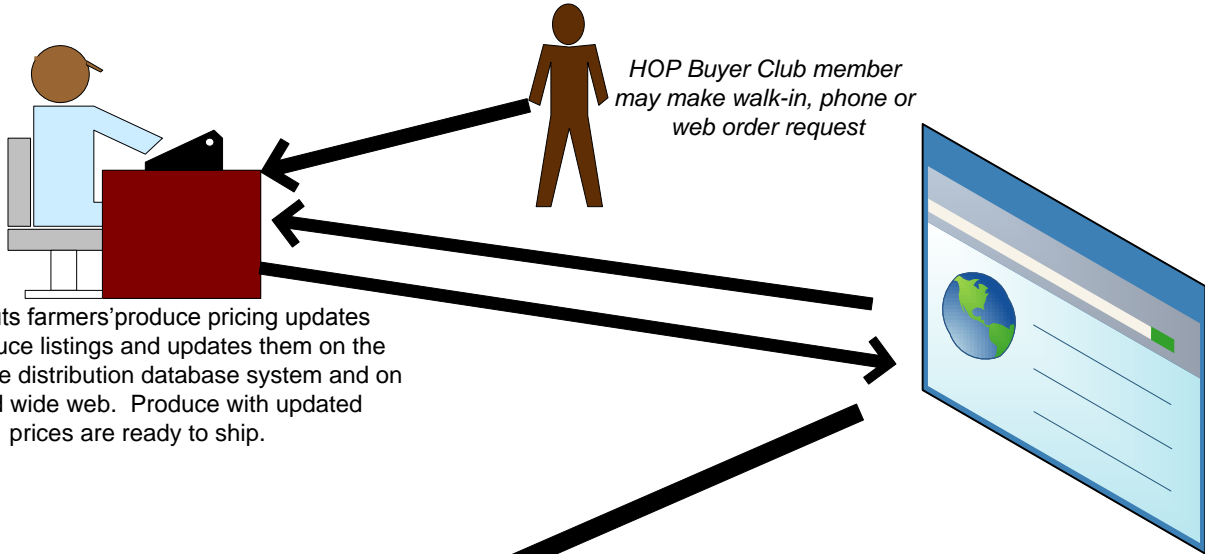 HOP Buyer Club member
may make walk-in, phone or
web order request
farmers’produce pricing updates
listings and updates them on the
distribution database system and on
wide web. Produce with updated
prices are ready to ship.